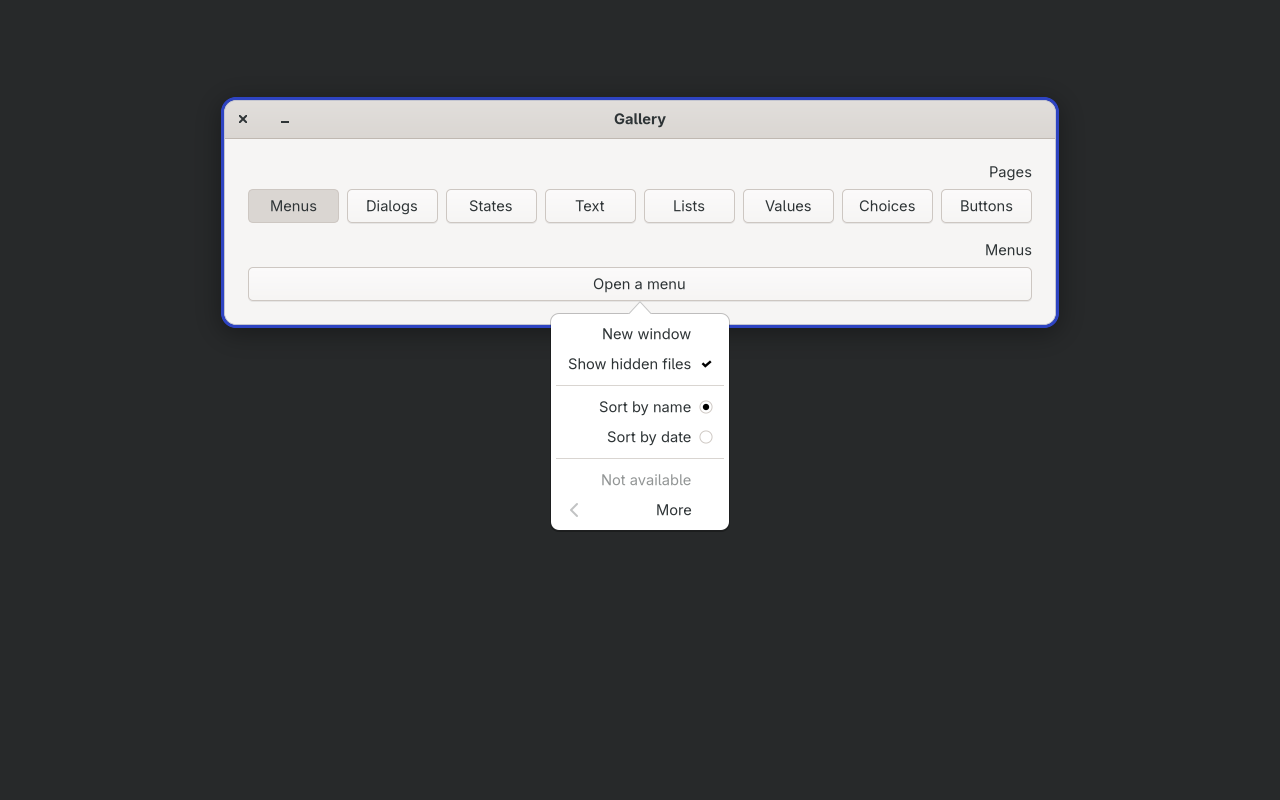 Gallery
Pages
Menus Dialogs States Text Lists Values Choices Buttons
Menus
Open a menu
New window
Show hidden files
Sort by name
Sort by date
Not available
More